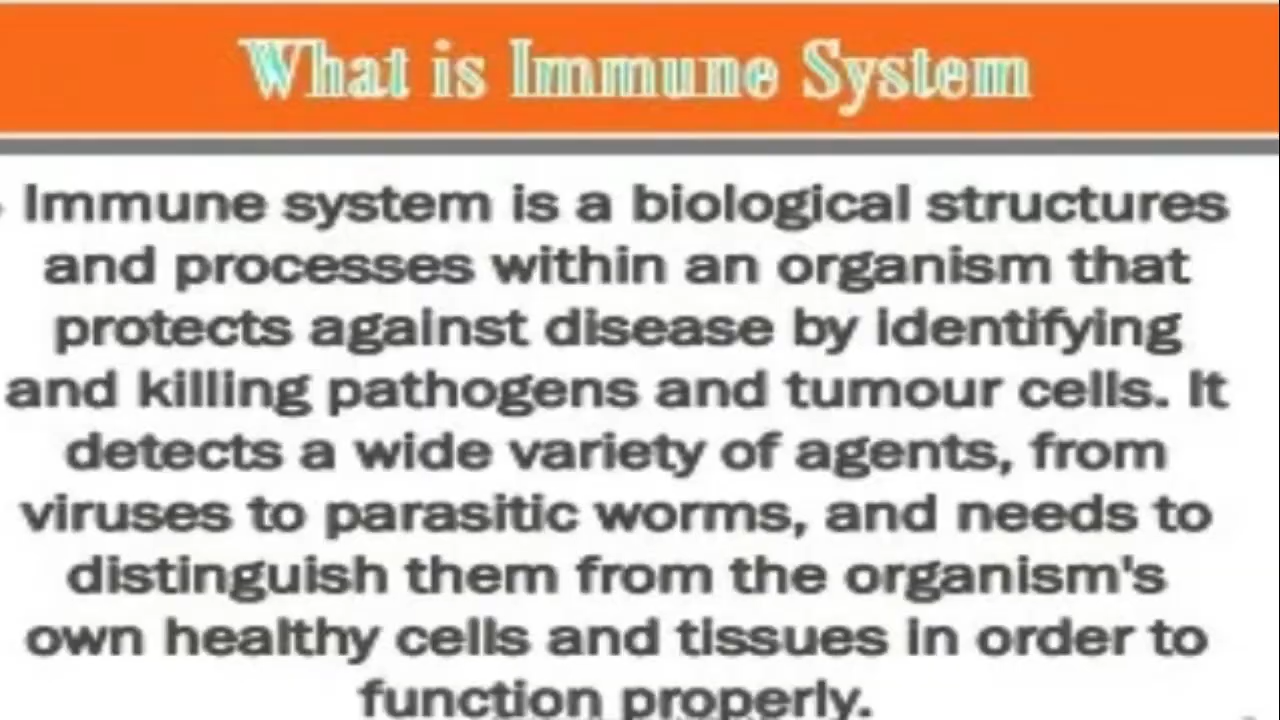 What is Immune System
Immune system is a biological structures
and processes within an organism that
protects against disease by identifying
and killing pathogens and tumour cells. It
detects a wide variety of agents, from
viruses to parasitic worms, and needs to
distinguish them from the organism's
own healthy cells and tissues in order to
function properly.